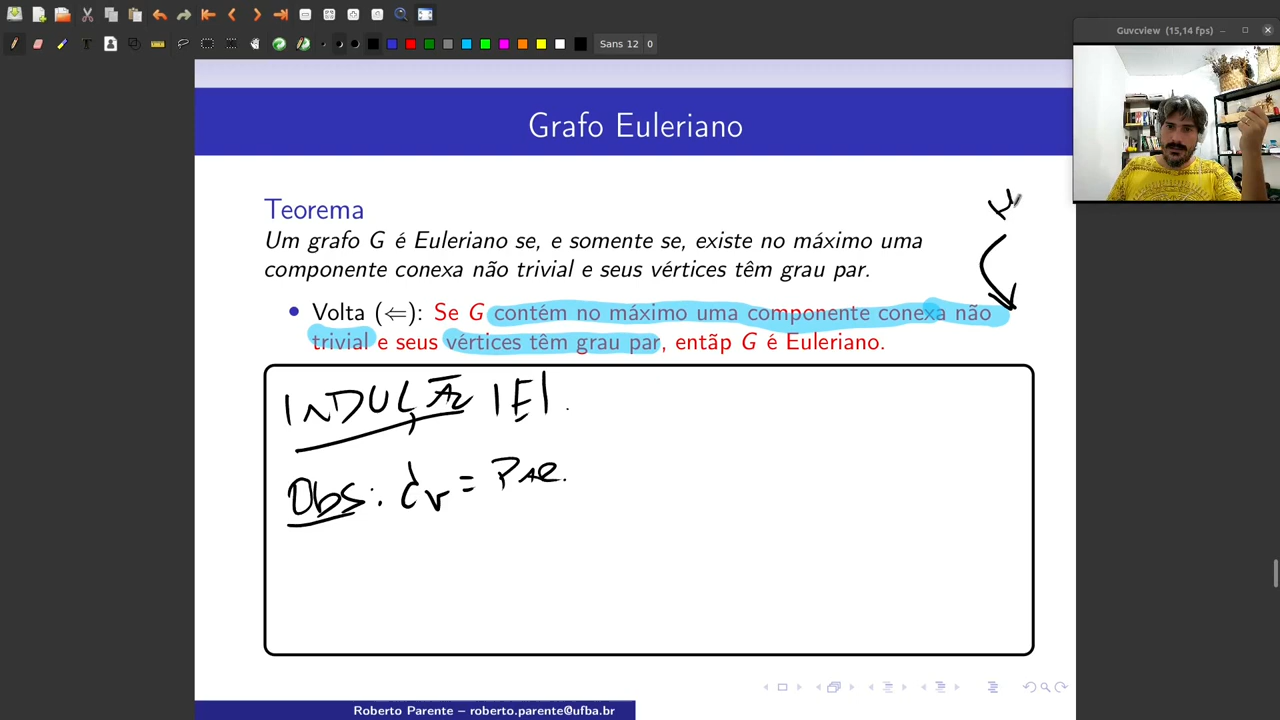 Sans 12 0
Guvcview (15,14 fps)
Grafo Euleriano
Teorema
Um grafo G é Euleriano se, e somente se, existe no máximo uma
componente conexa não trivial e seus vértices têm grau par.
Volta (⇐): Se G contém no máximo uma componente conexa não
trivial e seus vértices têm grau par, entãp G é Euleriano.
INDUÇÃO |E|.
Obs: dv = PAR.
Roberto Parente – roberto.parente@ufba.br